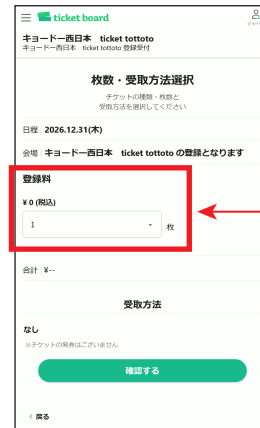 ticket board
キョードー西日本 ticket tottoto
キョードー西日本 ticket tottoto 登録受付
枚数・受取方法選択
チケットの種類・枚数と
受取方法を選択してください
日程 2026.12.31(木)
会場 キョードー西日本 ticket tottoto の登録となります
登録料
¥ 0 (税込)
1 枚
合計 ¥--
受取方法
なし
※チケットの発券はございません
確認する
戻る